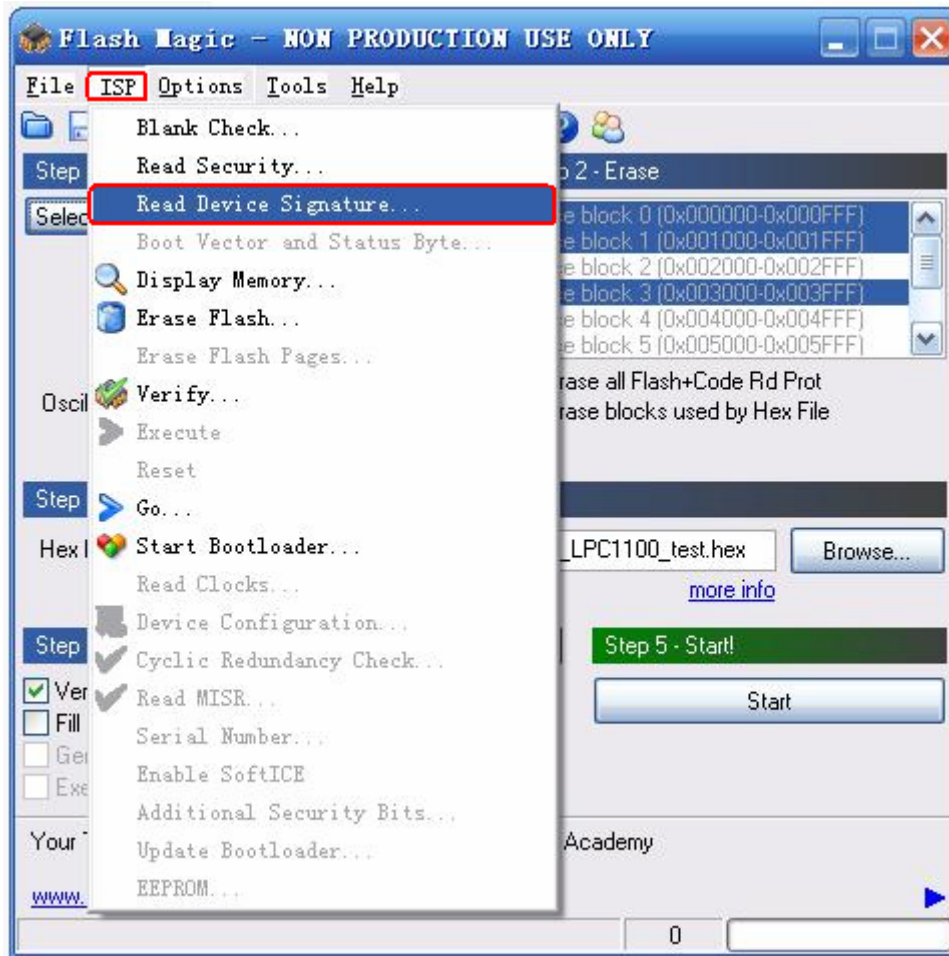 Flash Magic - NON PRODUCTION USE ONLY
File ISP Options Tools Help
Blank Check...
Read Security...
Read Device Signature...
Boot Vector and Status Byte...
Display Memory...
Erase Flash...
Erase Flash Pages...
Verify...
Execute
Reset
Go...
Start Bootloader...
Read Clocks...
Device Configuration...
Cyclic Redundancy Check...
Read MISR...
Serial Number...
Enable SoftICE
Additional Security Bits...
Update Bootloader...
EEPROM...
Step
Selec
Oscil
2 - Erase
e block 0 (0x000000-0x000FFF)
e block 1 (0x001000-0x001FFF)
e block 2 (0x002000-0x002FFF)
e block 3 (0x003000-0x003FFF)
e block 4 (0x004000-0x004FFF)
e block 5 (0x005000-0x005FFF)
rase all Flash+Code Rd Prot
rase blocks used by Hex File
Step
Hex
_LPC1100_test.hex Browse...
more info
Step
Ver
Fill
Ge
Exe
Step 5 - Start!
Start
Your
Academy
www.
0